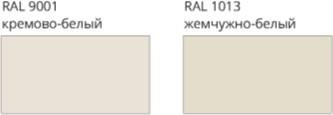 RAL 9001
кремово-белый
RAL 1013
жемчужно-белый